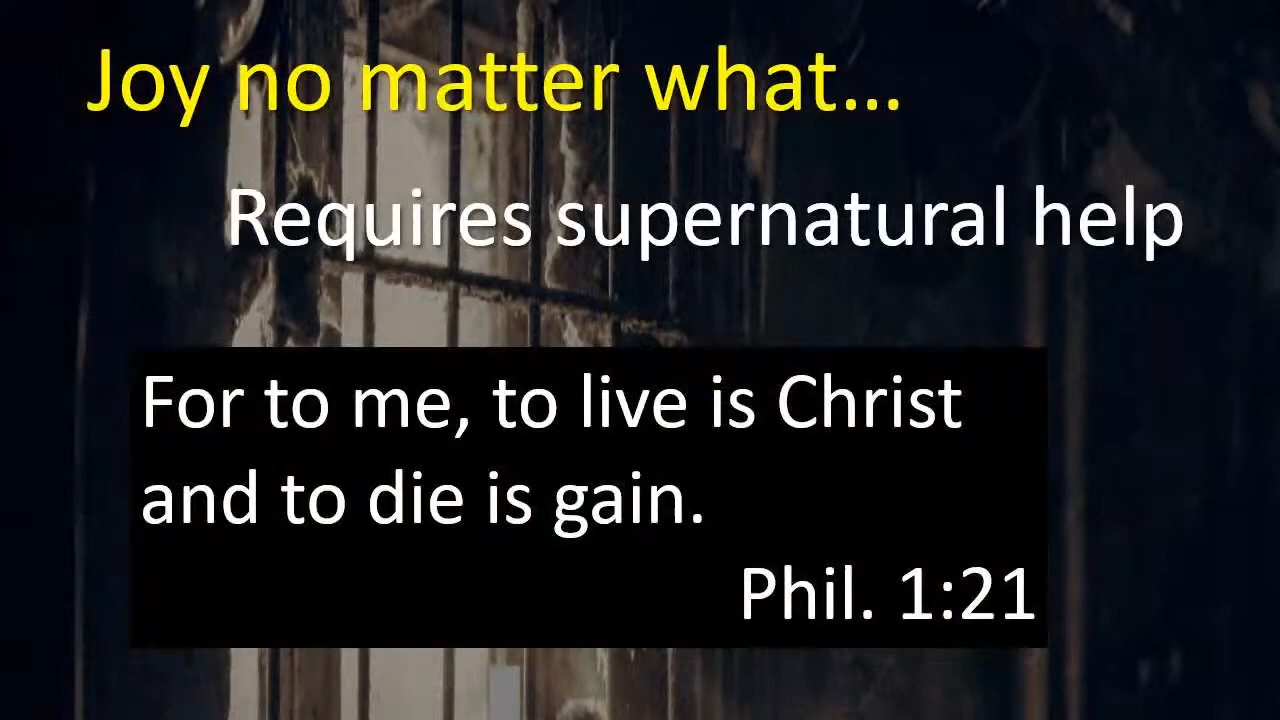 Joy no matter what...
Requires supernatural help
For to me, to live is Christ
and to die is gain.
Phil. 1:21